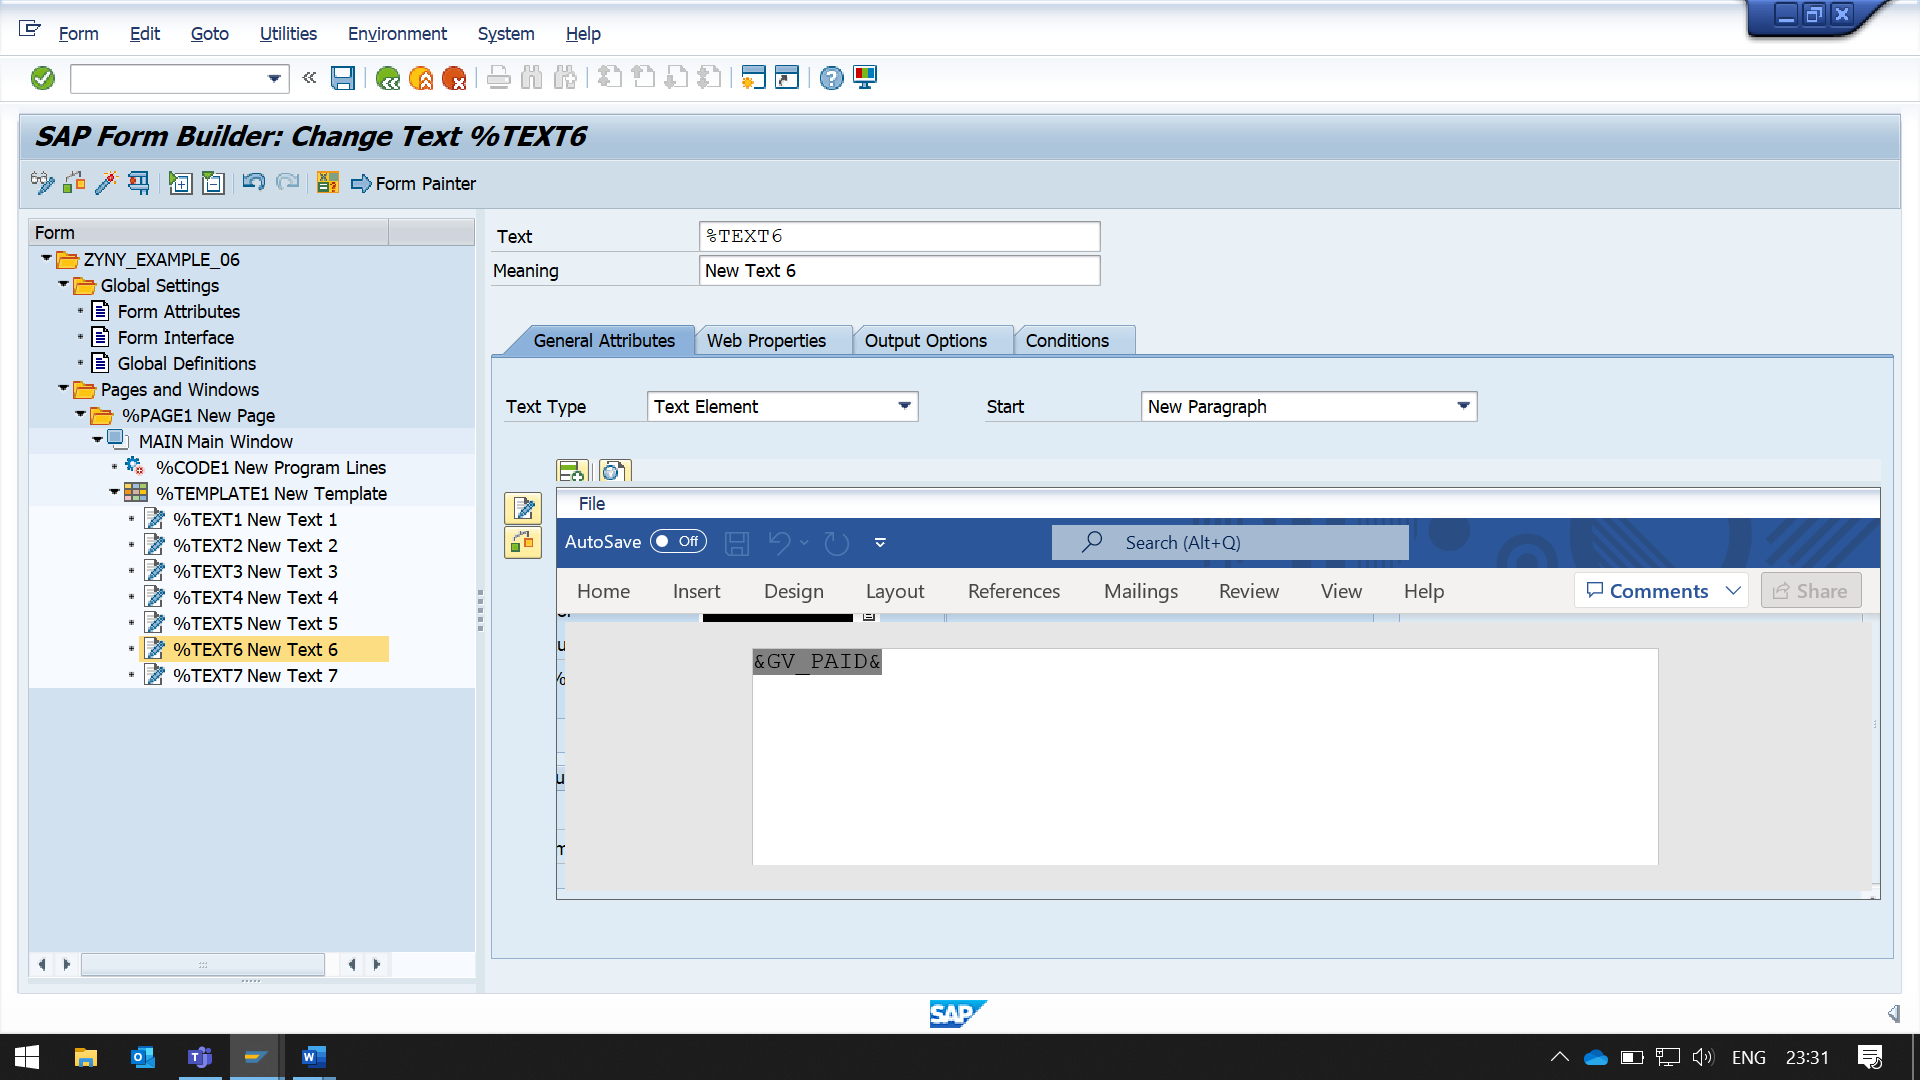 Form Edit Goto Utilities Environment System Help
SAP Form Builder: Change Text %TEXT6
Form Painter
Form
ZYNY_EXAMPLE_06
Global Settings
Form Attributes
Form Interface
Global Definitions
Pages and Windows
%PAGE1 New Page
MAIN Main Window
%CODE1 New Program Lines
%TEMPLATE1 New Template
%TEXT1 New Text 1
%TEXT2 New Text 2
%TEXT3 New Text 3
%TEXT4 New Text 4
%TEXT5 New Text 5
%TEXT6 New Text 6
%TEXT7 New Text 7
Text %TEXT6
Meaning New Text 6
General Attributes Web Properties Output Options Conditions
Text Type Text Element Start New Paragraph
File
AutoSave Off Search (Alt+Q)
Home Insert Design Layout References Mailings Review View Help Comments Share
&GV_PAID&
SAP
ENG 23:31